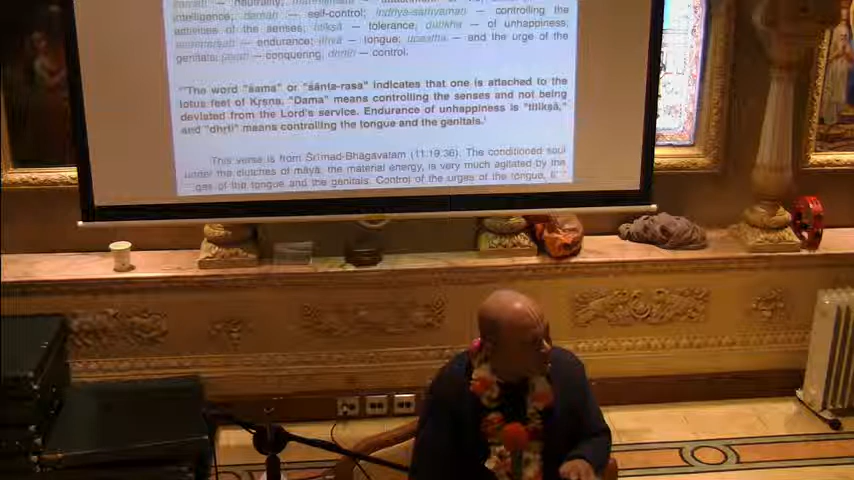 — neutrality;
intelligence; damaḥ — self-control; indriya-saṁyamaḥ — controlling the
activities of the senses; titikṣā — tolerance; duḥkha — of unhappiness;
— endurance; jihvā — tongue; upastha — and the urge of the
genitals; jayaḥ — conquering; dhṛtiḥ — control.
"'The word "śama" or "śānta-rasa" indicates that one is attached to the
lotus feet of Kṛṣṇa. "Dama" means controlling the senses and not being
deviated from the Lord's service. Endurance of unhappiness is "titikṣā,"
and "dhṛti" means controlling the tongue and the genitals.'
This verse is from Śrīmad-Bhāgavatam (11.19.36). The conditioned soul
under the clutches of māyā, the material energy, is very much agitated by the
urges of the tongue and the genitals. Control of the urges of the tongue,